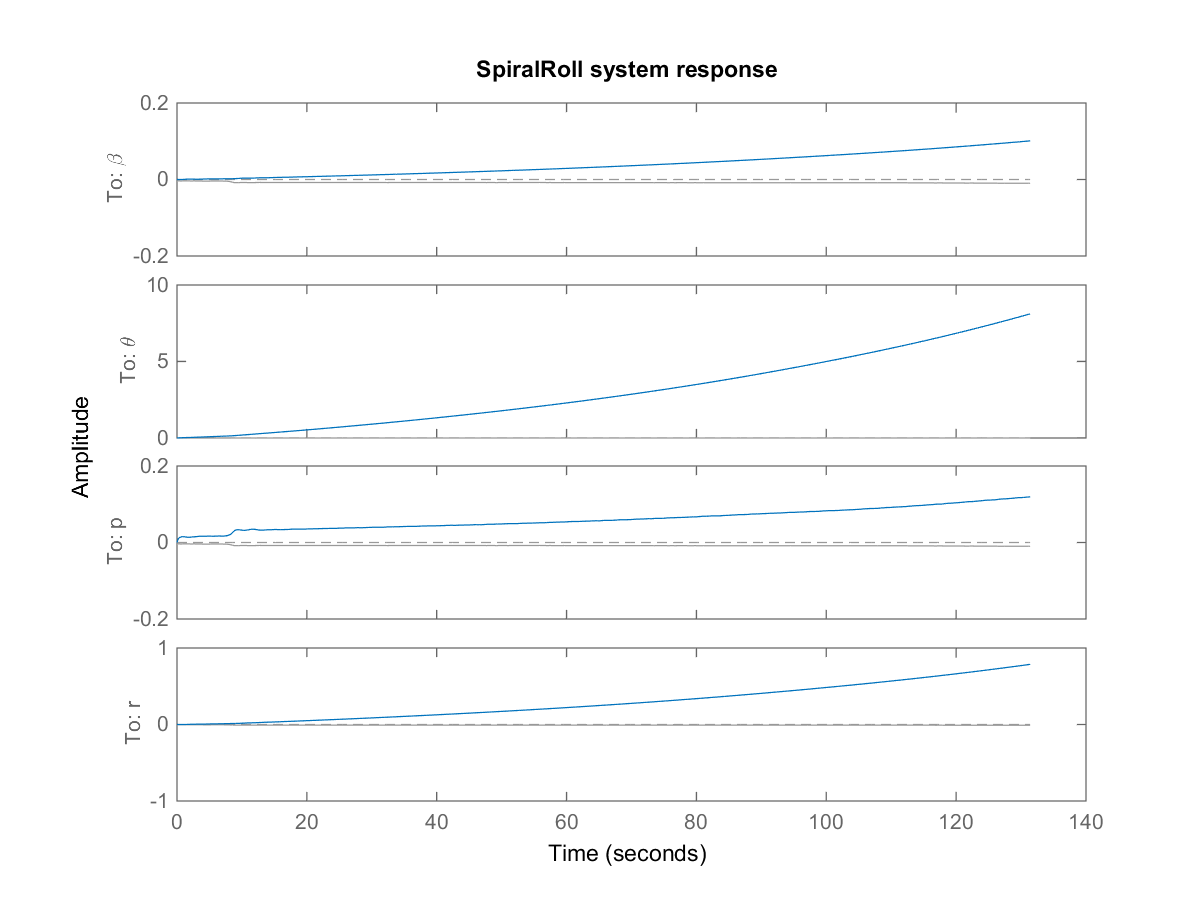 SpiralRoll system response
0.2
To: β
0
-0.2
10
To: θ
5
0
Amplitude
0.2
To: p
0
-0.2
1
To: r
0
-1
0 20 40 60 80 100 120 140
Time (seconds)